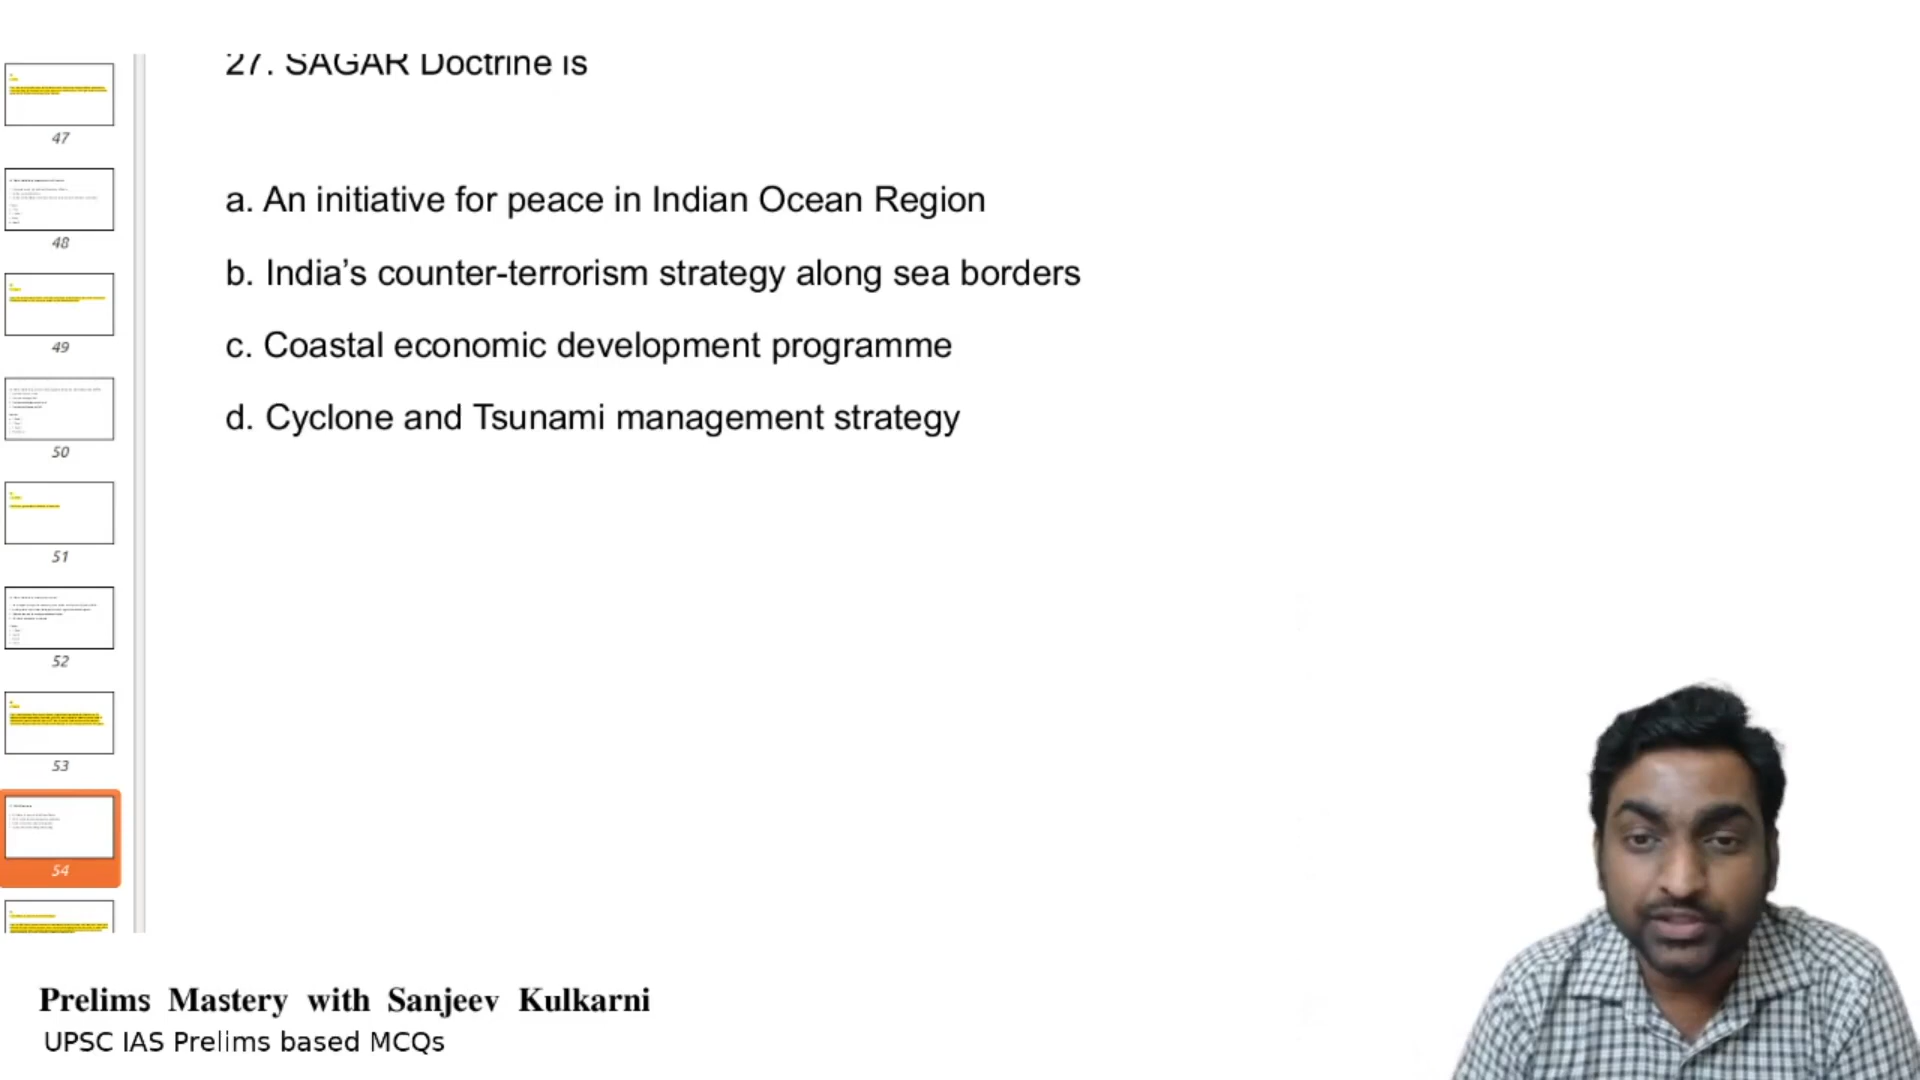 27. SAGAR Doctrine is
a. An initiative for peace in Indian Ocean Region
b. India’s counter-terrorism strategy along sea borders
c. Coastal economic development programme
d. Cyclone and Tsunami management strategy
47
48
49
50
51
52
53
54
Prelims Mastery with Sanjeev Kulkarni
UPSC IAS Prelims based MCQs